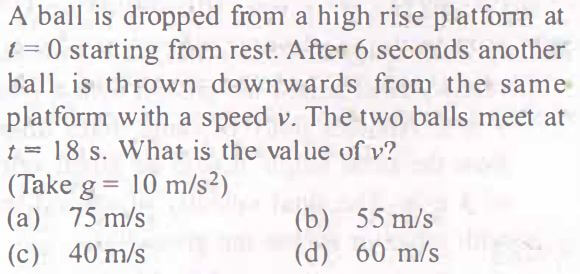 A ball is dropped from a high rise platform at
t = 0 starting from rest. After 6 seconds another
ball is thrown downwards from the same
platform with a speed v. The two balls meet at
t = 18 s. What is the value of v?
(Take g = 10 m/s²)
(a) 75 m/s (b) 55 m/s
(c) 40 m/s (d) 60 m/s